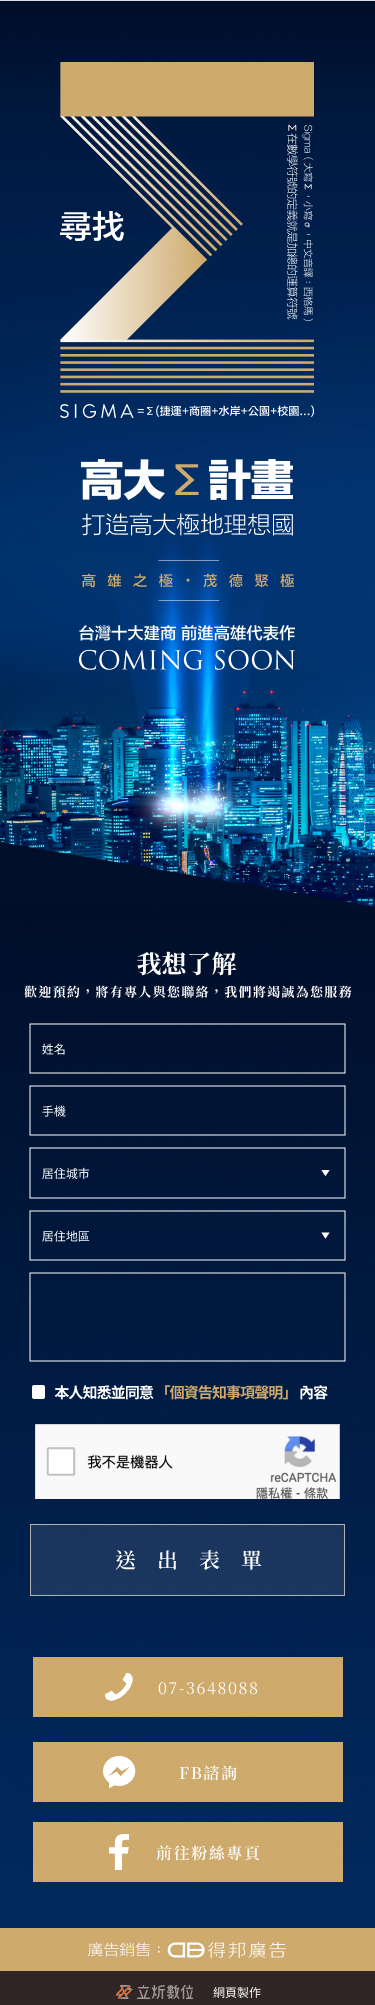 Sigma（大寫Σ，小寫σ，中文音譯：西格馬）
Σ在數學符號的定義就是加總的運算符號
尋找
SIGMA=Σ(捷運+商圈+水岸+公園+校園...)
高大Σ計畫
打造高大極地理想國
高雄之極・茂德聚極
台灣十大建商 前進高雄代表作
COMING SOON
我想了解
歡迎預約，將有專人與您聯絡，我們將竭誠為您服務
姓名
手機
居住城市
居住地區
本人知悉並同意「個資告知事項聲明」內容
我不是機器人
reCAPTCHA
隱私權 - 條款
送出表單
07-3648088
FB諮詢
前往粉絲專頁
廣告銷售：得邦廣告
立炘數位 網頁製作